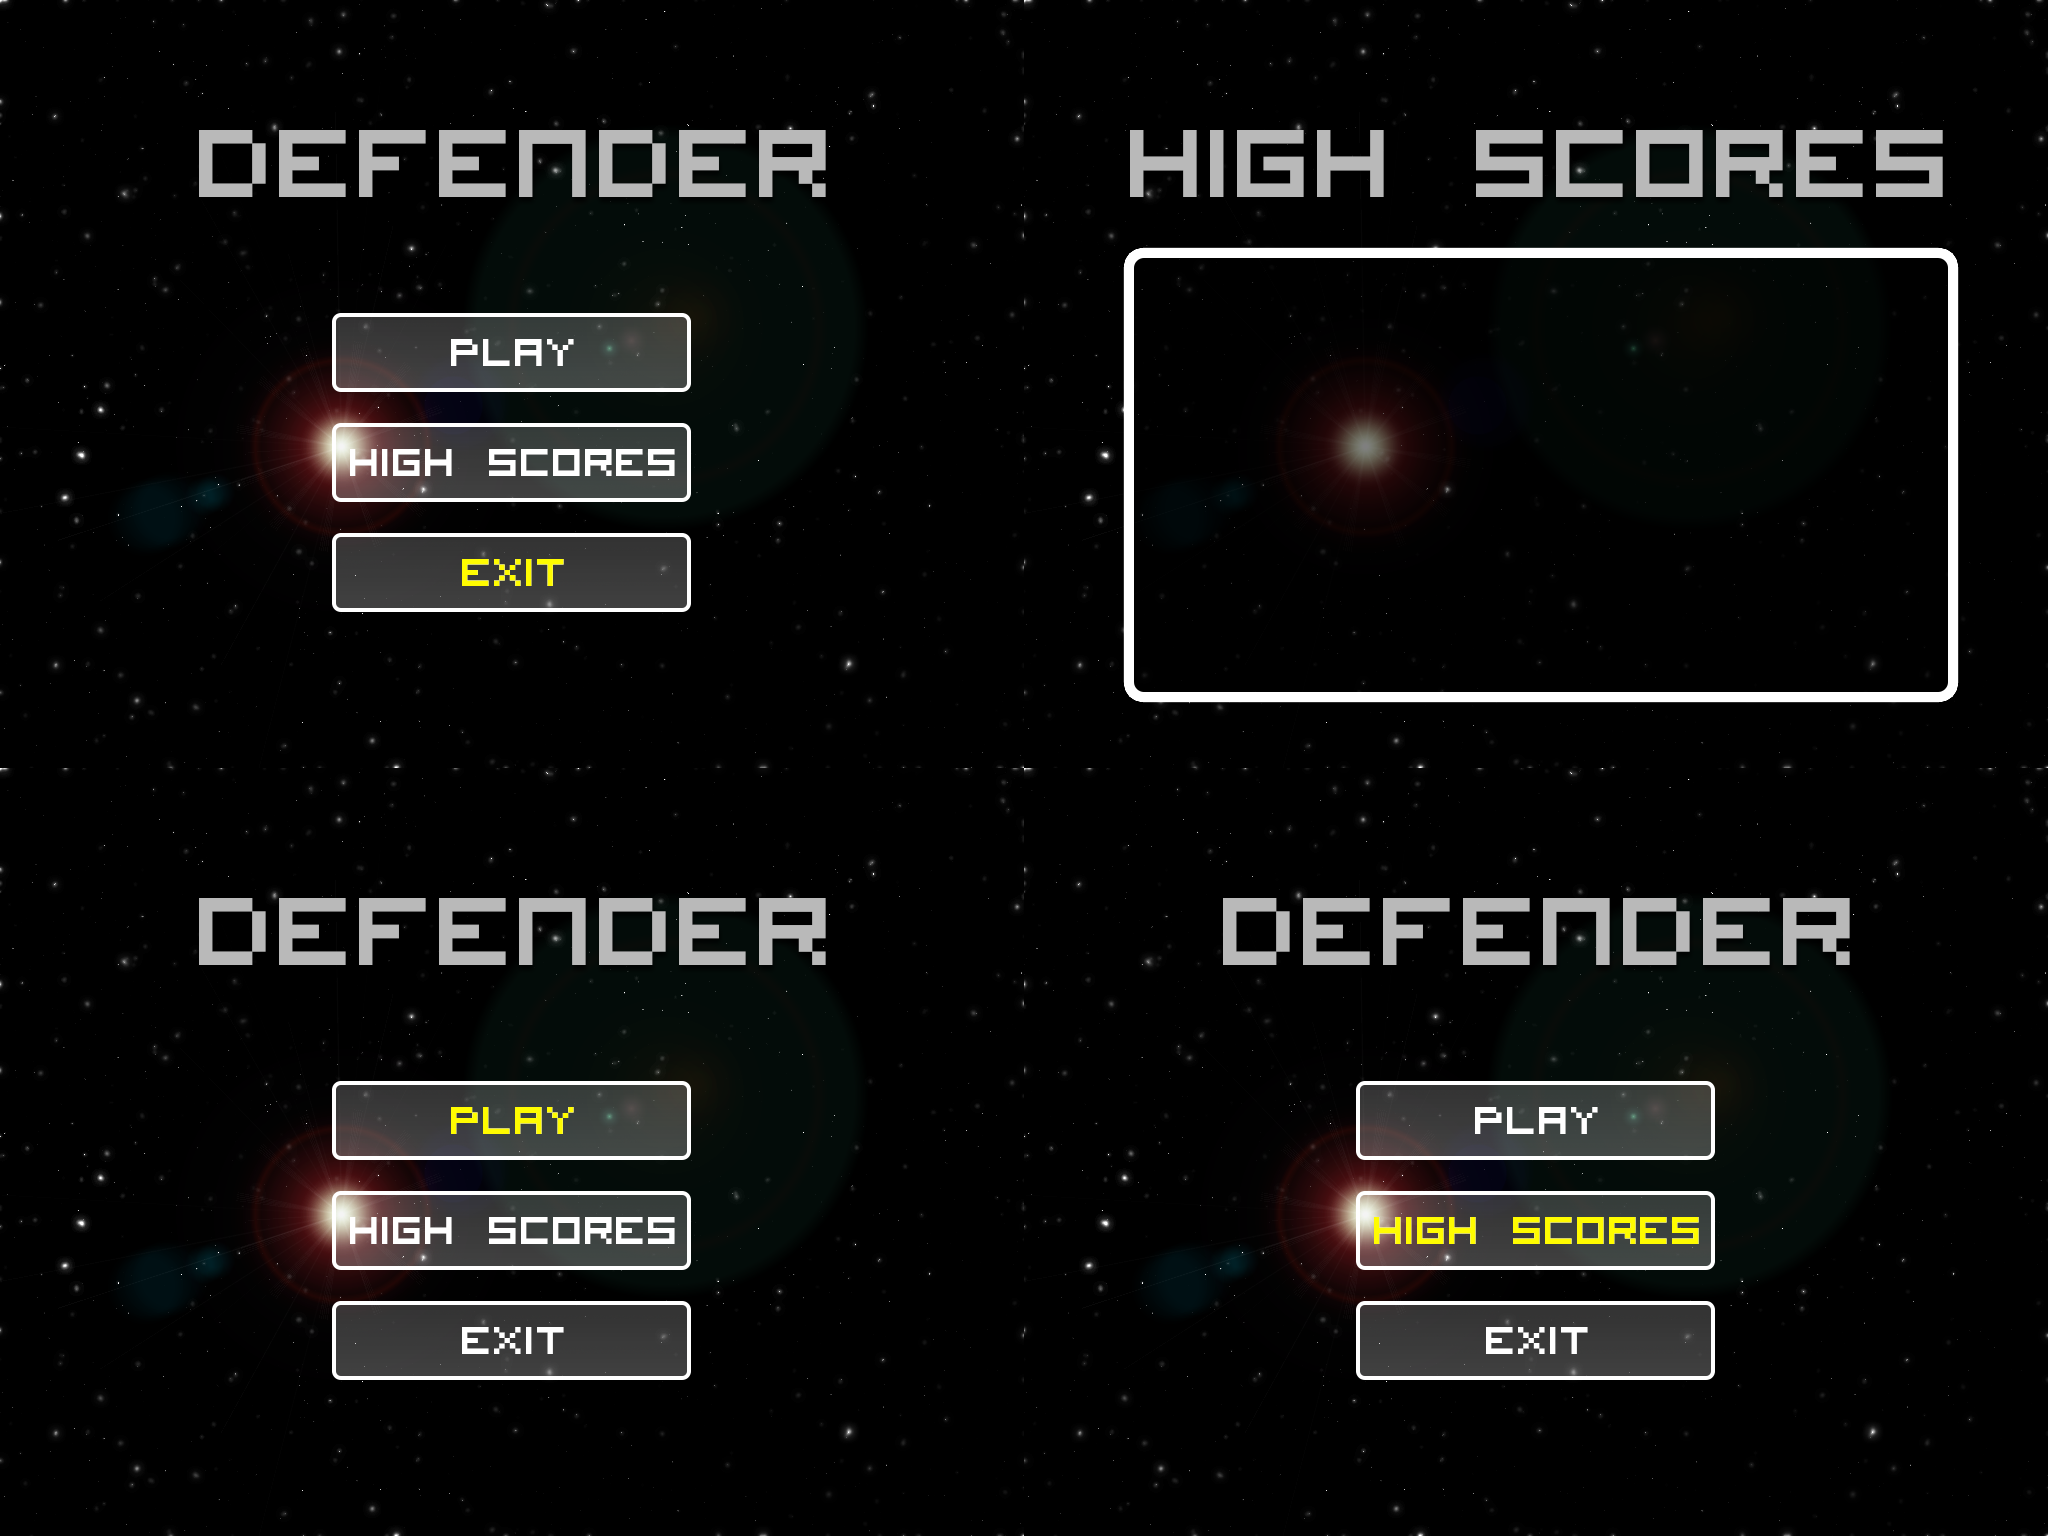 DEFENDER
PLAY
HIGH SCORES
EXIT
HIGH SCORES
DEFENDER
PLAY
HIGH SCORES
EXIT
DEFENDER
PLAY
HIGH SCORES
EXIT